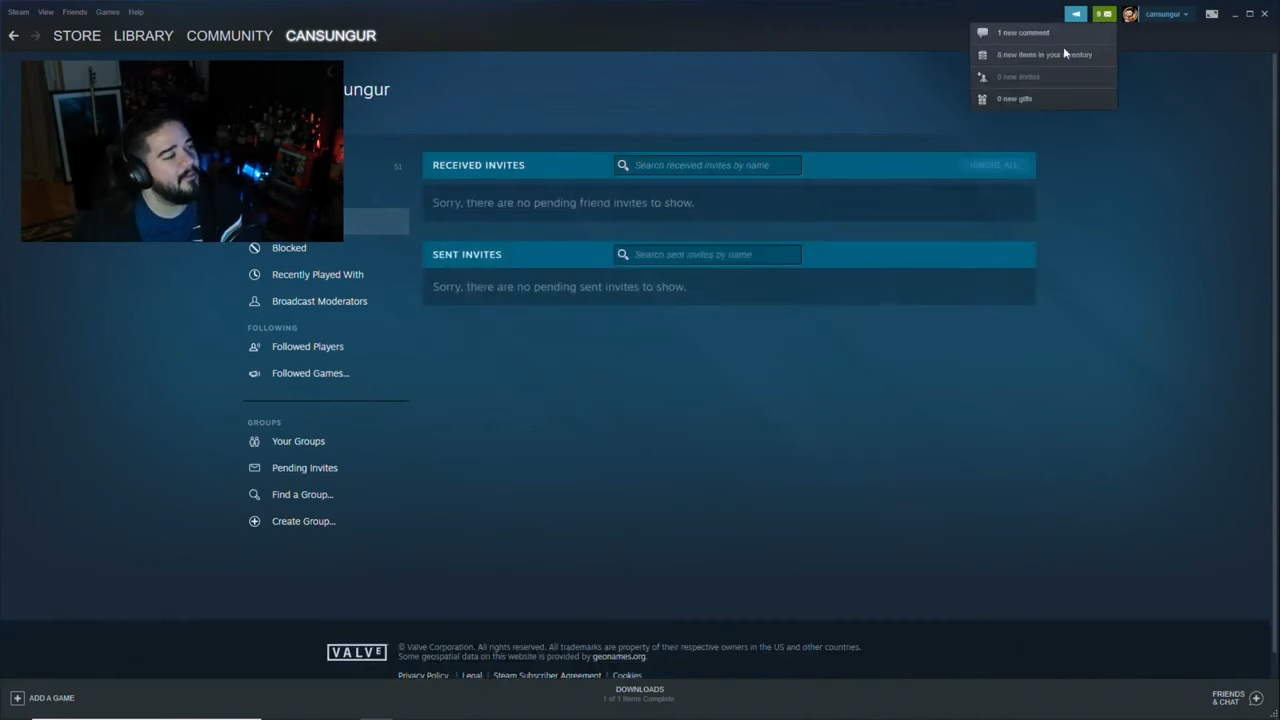 Steam View Friends Games Help
9 cansungur
STORE LIBRARY COMMUNITY CANSUNGUR
1 new comment
8 new items in your inventory
0 new invites
0 new gifts
ungur
51
RECEIVED INVITES Search received invites by name IGNORE ALL
Sorry, there are no pending friend invites to show.
SENT INVITES Search sent invites by name
Sorry, there are no pending sent invites to show.
Blocked
Recently Played With
Broadcast Moderators
FOLLOWING
Followed Players
Followed Games...
GROUPS
Your Groups
Pending Invites
Find a Group...
Create Group...
VALVE
© Valve Corporation. All rights reserved. All trademarks are property of their respective owners in the US and other countries.
Some geospatial data on this website is provided by geonames.org.
Privacy Policy | Legal | Steam Subscriber Agreement | Cookies
ADD A GAME
DOWNLOADS
1 of 1 Items Complete
FRIENDS
& CHAT